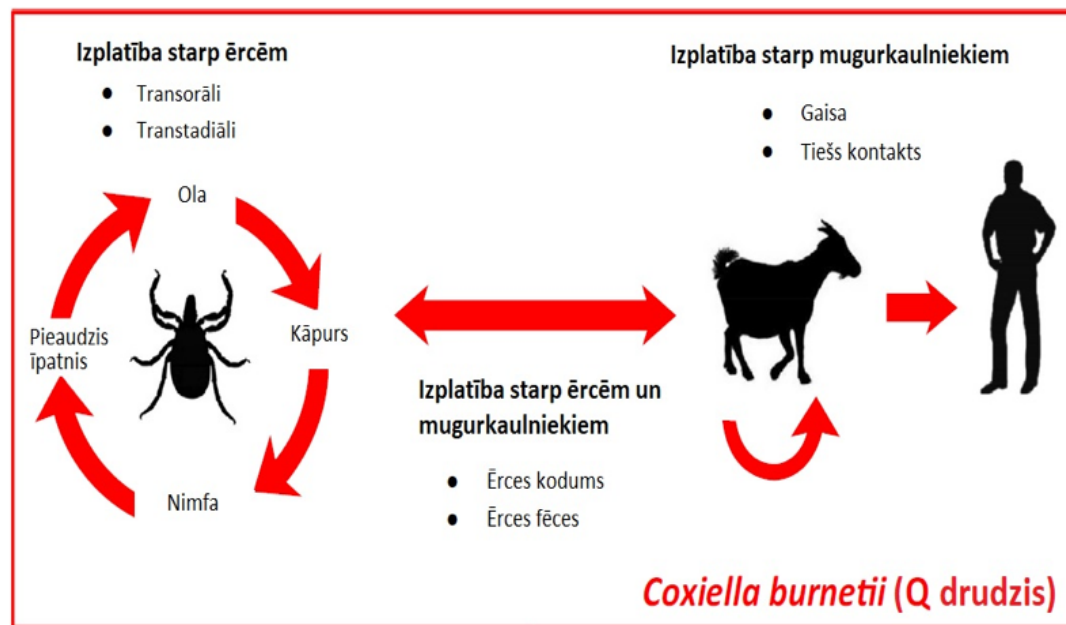 Izplatība starp ērcēm
● Transorāli
● Transtadiāli
Ola
Kāpurs
Nimfa
Pieaudzis
īpatnis
Izplatība starp ērcēm un
mugurkaulniekiem
● Ērces kodums
● Ērces fēces
Izplatība starp mugurkaulniekiem
● Gaisa
● Tiešs kontakts
Coxiella burnetii (Q drudzis)